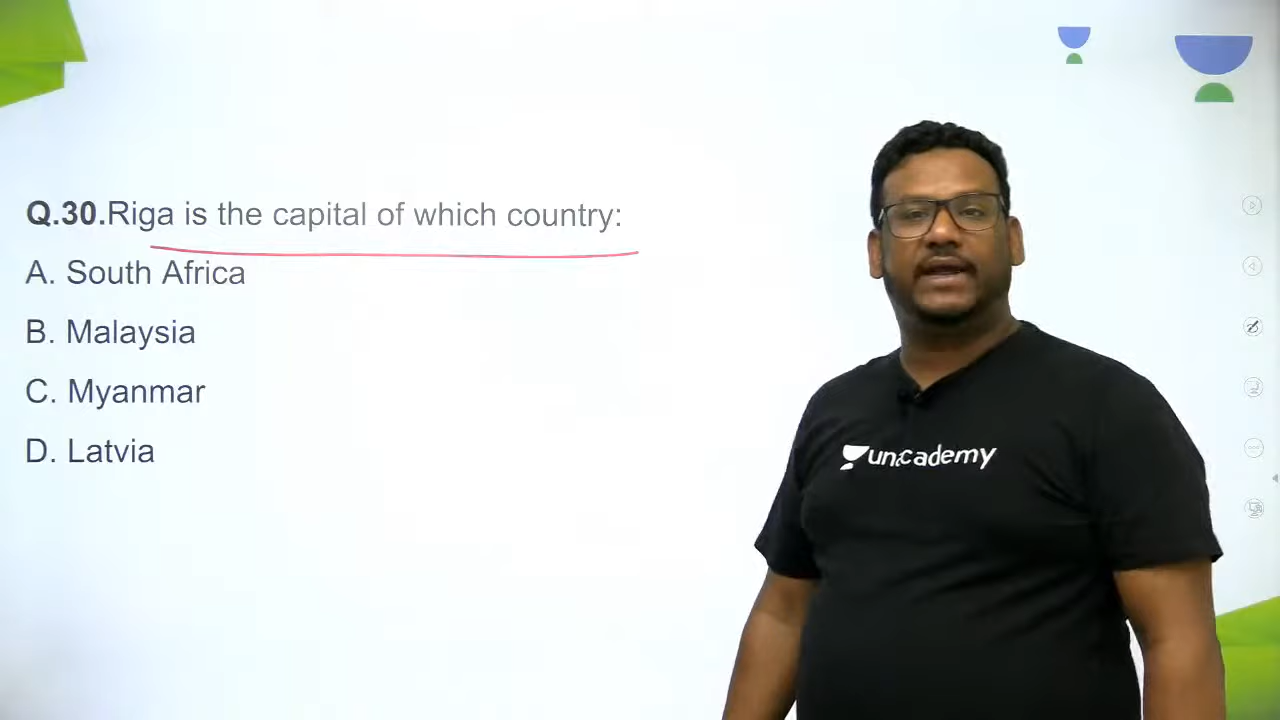 Q.30.Riga is the capital of which country:
A. South Africa
B. Malaysia
C. Myanmar
D. Latvia
unacademy